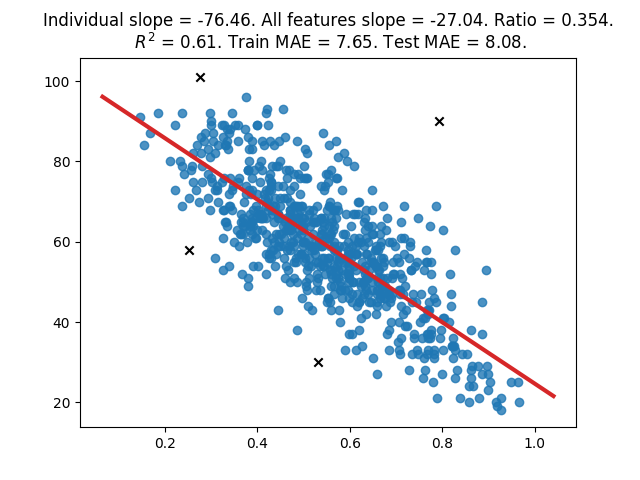 Individual slope = -76.46. All features slope = -27.04. Ratio = 0.354.
R² = 0.61. Train MAE = 7.65. Test MAE = 8.08.
100
80
60
40
20
0.2 0.4 0.6 0.8 1.0